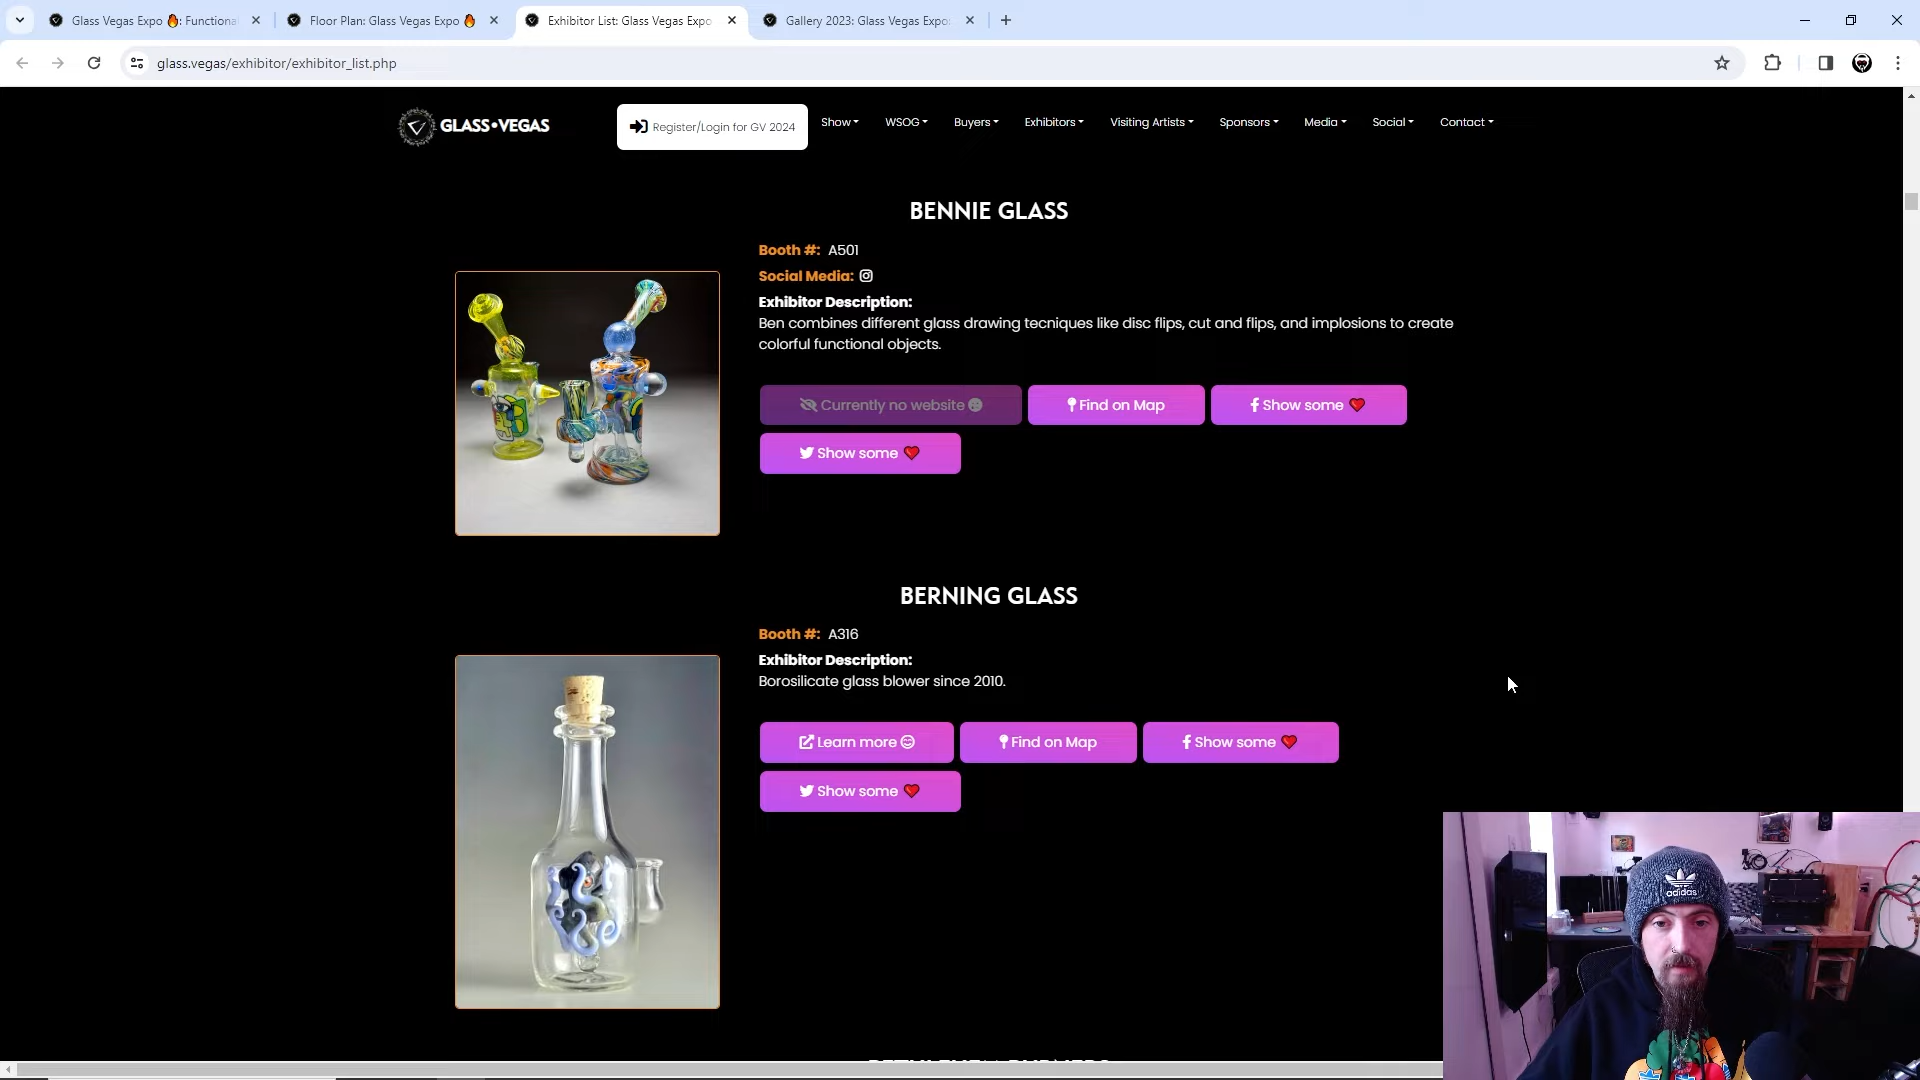 Glass Vegas Expo 🔥: Functiona
Floor Plan: Glass Vegas Expo 🔥
Exhibitor List: Glass Vegas Expo
Gallery 2023: Glass Vegas Expo:
glass.vegas/exhibitor/exhibitor_list.php
GLASS•VEGAS
Register/Login for GV 2024
Show
WSOG
Buyers
Exhibitors
Visiting Artists
Sponsors
Media
Social
Contact
BENNIE GLASS
Booth #: A501
Social Media:
Exhibitor Description:
Ben combines different glass drawing tecniques like disc flips, cut and flips, and implosions to create
colorful functional objects.
Currently no website
Find on Map
Show some ❤️
Show some ❤️
BERNING GLASS
Booth #: A316
Exhibitor Description:
Borosilicate glass blower since 2010.
Learn more
Find on Map
Show some ❤️
Show some ❤️
adidas